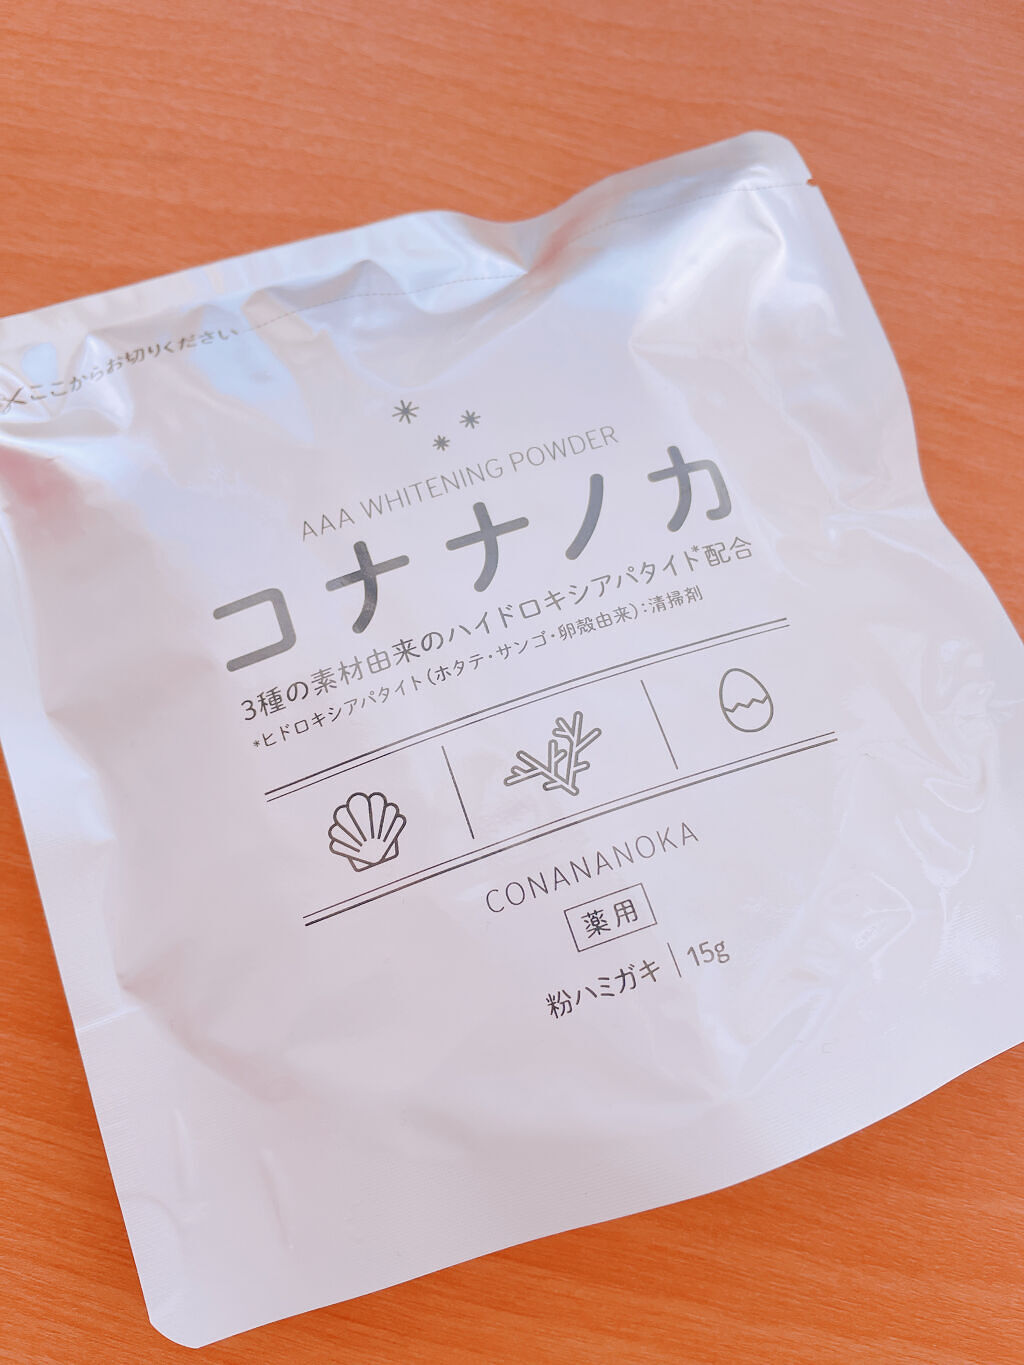 ここからお切りください
AAA WHITENING POWDER
コナナノカ
3種の素材由来のハイドロキシアパタイト*配合
*ヒドロキシアパタイト(ホタテ・サンゴ・卵殻由来):清掃剤
CONANANOKA
薬用
粉ハミガキ|15g